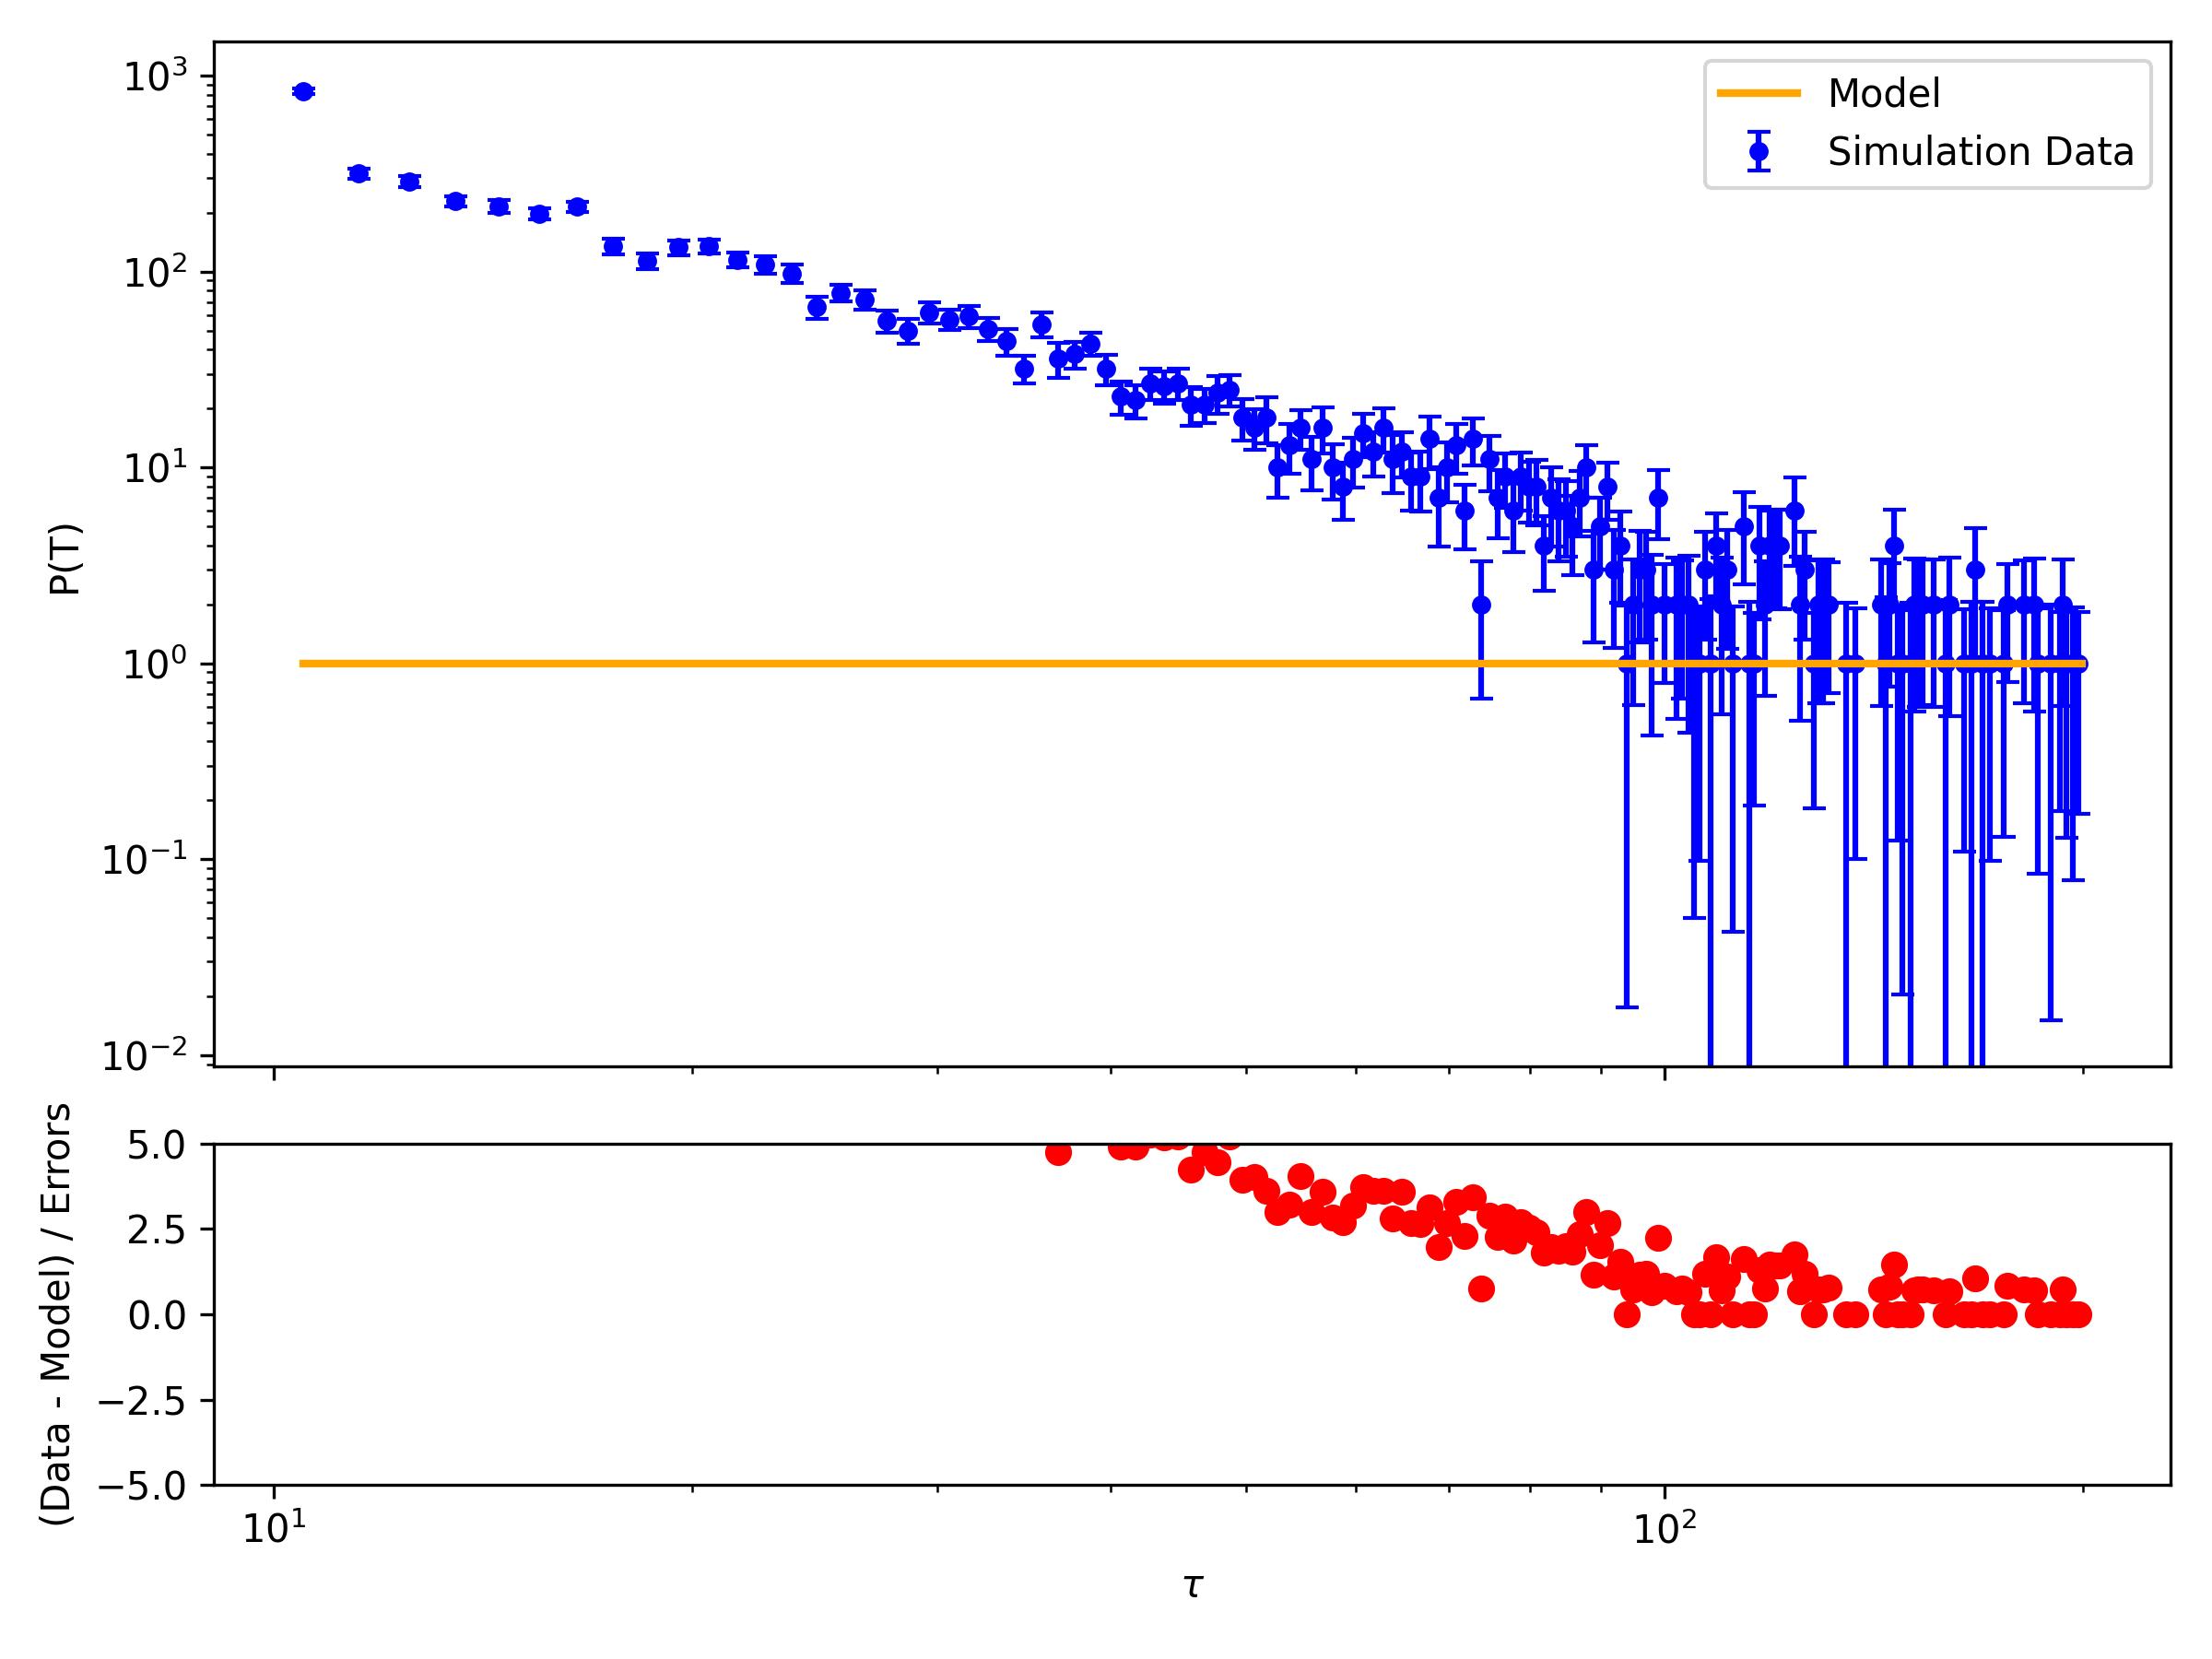 10³
10²
10¹
10⁰
10⁻¹
10⁻²
P(T)
Model
Simulation Data
5.0
2.5
0.0
−2.5
−5.0
(Data - Model) / Errors
10¹
10²
τ